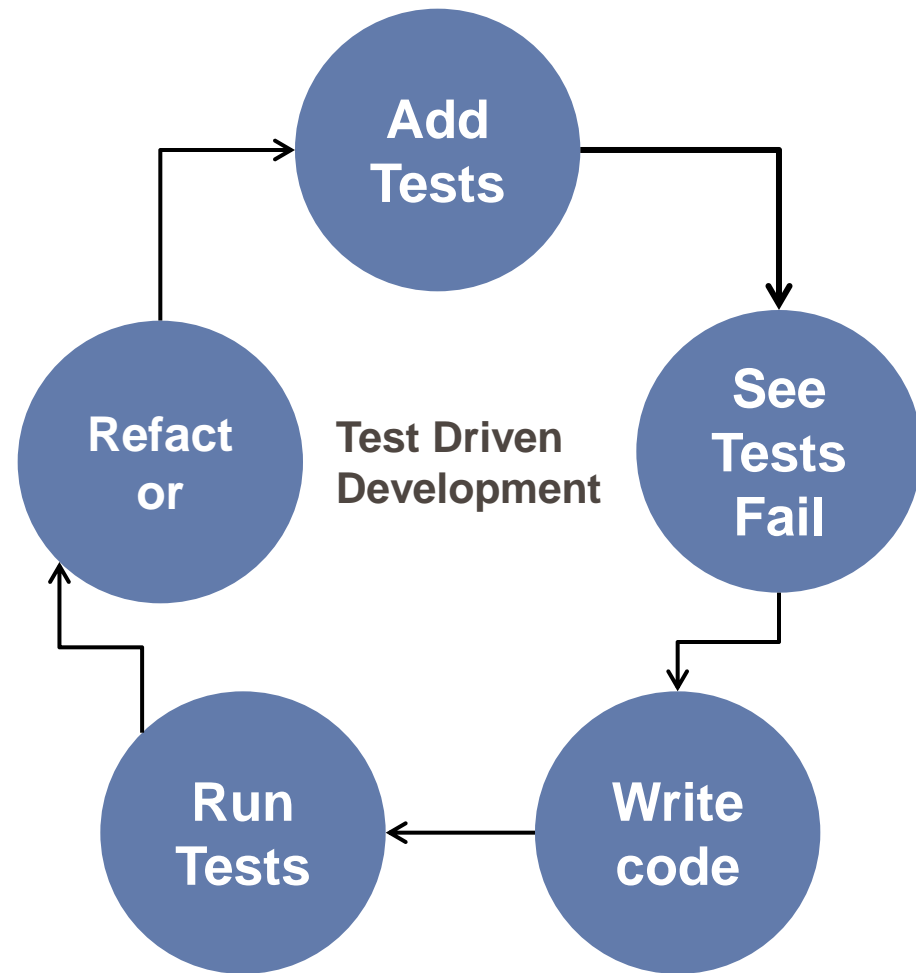 Add
Tests
See
Tests
Fail
Refact
or
Test Driven
Development
Run
Tests
Write
code